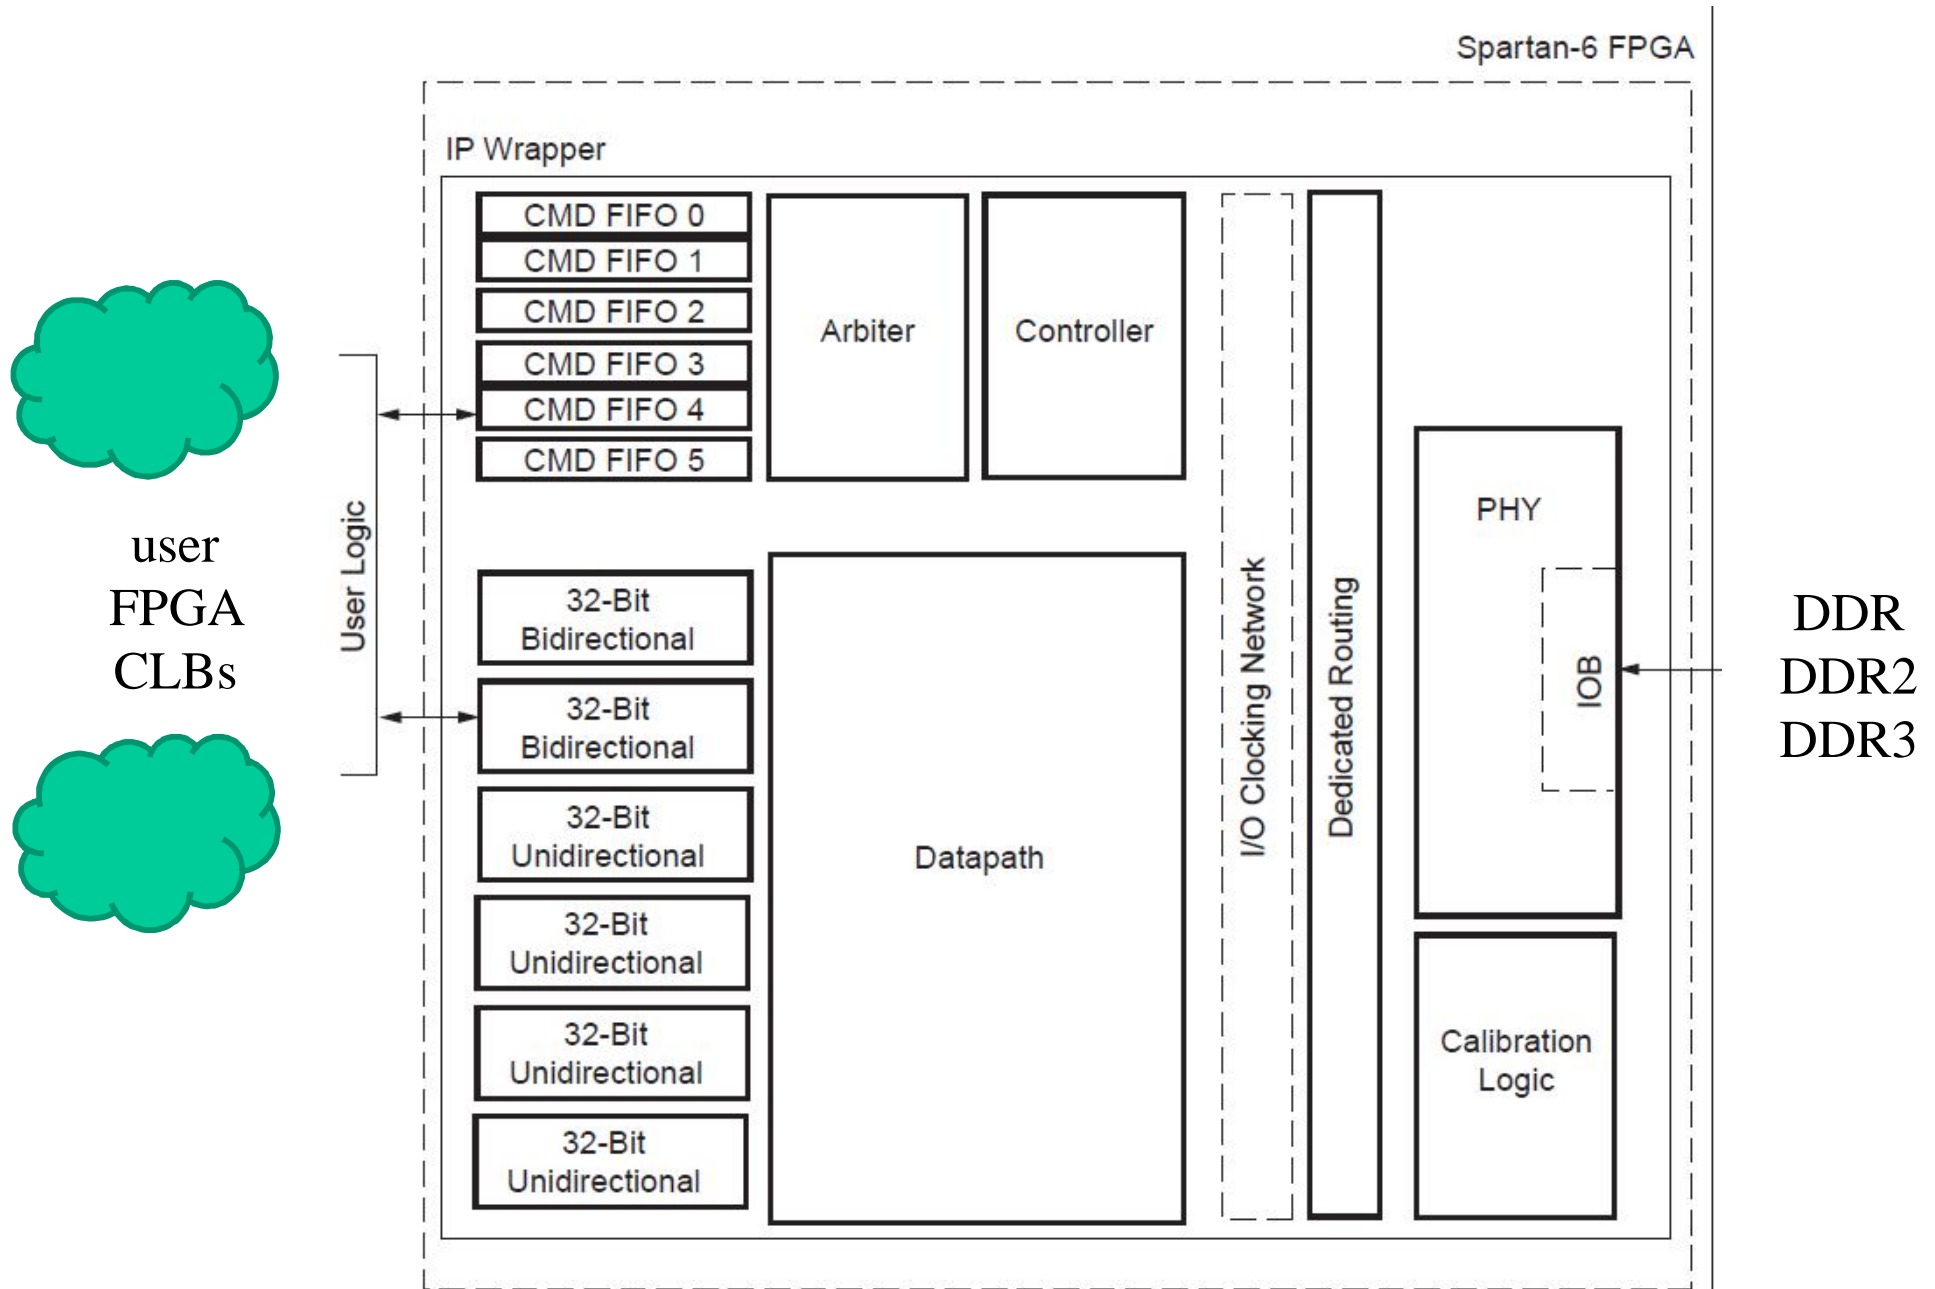 Spartan-6 FPGA
IP Wrapper
CMD FIFO 0
CMD FIFO 1
CMD FIFO 2
CMD FIFO 3
CMD FIFO 4
CMD FIFO 5
Arbiter
Controller
user
FPGA
CLBs
User Logic
32-Bit
Bidirectional
32-Bit
Bidirectional
32-Bit
Unidirectional
32-Bit
Unidirectional
32-Bit
Unidirectional
32-Bit
Unidirectional
Datapath
I/O Clocking Network
Dedicated Routing
PHY
IOB
Calibration
Logic
DDR
DDR2
DDR3